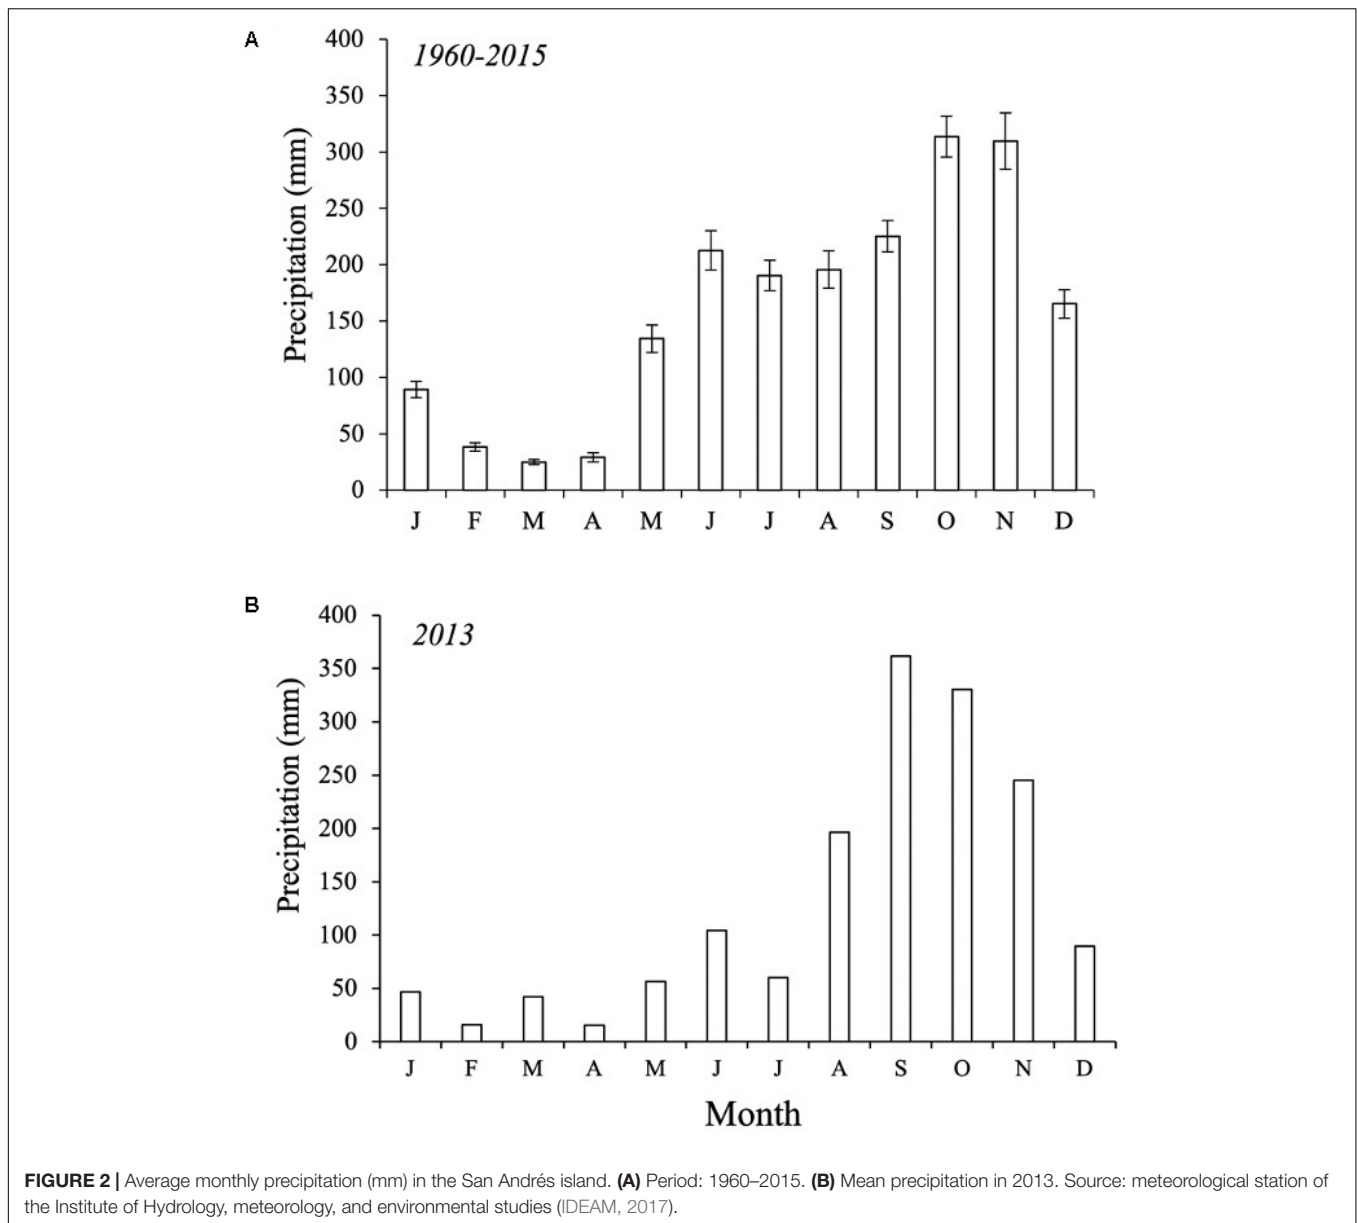 A
1960-2015
Precipitation (mm)
400
350
300
250
200
150
100
50
0
J F M A M J J A S O N D
B
2013
Precipitation (mm)
400
350
300
250
200
150
100
50
0
J F M A M J J A S O N D
Month
FIGURE 2 | Average monthly precipitation (mm) in the San Andrés island. (A) Period: 1960–2015. (B) Mean precipitation in 2013. Source: meteorological station of
the Institute of Hydrology, meteorology, and environmental studies (IDEAM, 2017).